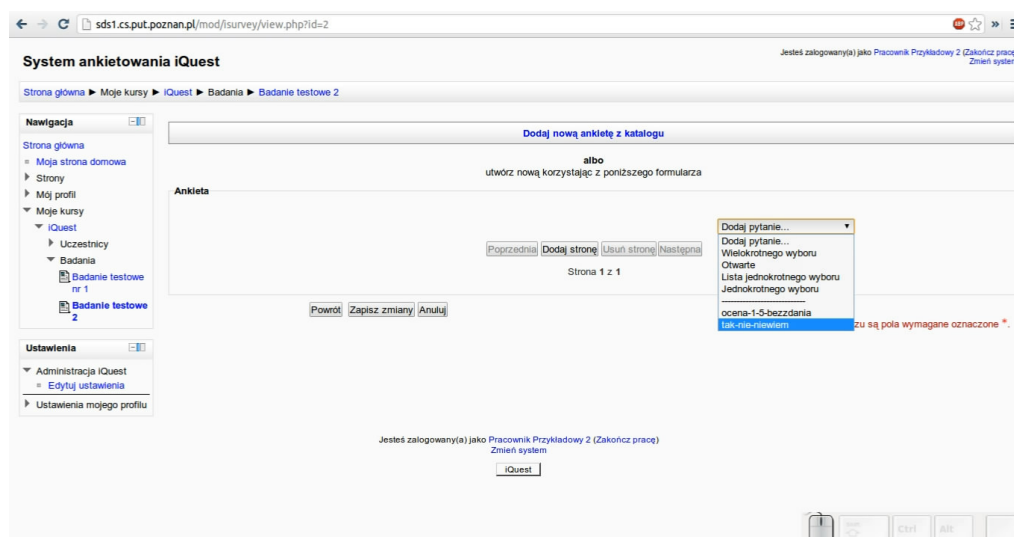 sds1.cs.put.poznan.pl/mod/isurvey/view.php?id=2
System ankietowania iQuest
Jesteś zalogowany(a) jako Pracownik Przykładowy 2 (Zakończ pracę
Zmień system
Strona główna ► Moje kursy ► iQuest ► Badania ► Badanie testowe 2
Nawigacja
Strona główna
Moja strona domowa
Strony
Mój profil
Moje kursy
iQuest
Uczestnicy
Badania
Badanie testowe
nr 1
Badanie testowe
2
Ustawienia
Administracja iQuest
Edytuj ustawienia
Ustawienia mojego profilu
Dodaj nową ankietę z katalogu
albo
utwórz nową korzystając z poniższego formularza
Ankieta
Dodaj pytanie...
Dodaj pytanie...
Wielokrotnego wyboru
Otwarte
Lista jednokrotnego wyboru
Jednokrotnego wyboru
-------------------------
ocena-1-5-bezzdania
tak-nie-niewiem
Poprzednia Dodaj stronę Usuń stronę Następna
Strona 1 z 1
Powrót Zapisz zmiany Anuluj
zu są pola wymagane oznaczone *.
Jesteś zalogowany(a) jako Pracownik Przykładowy 2 (Zakończ pracę)
Zmień system
iQuest
Ctrl Alt